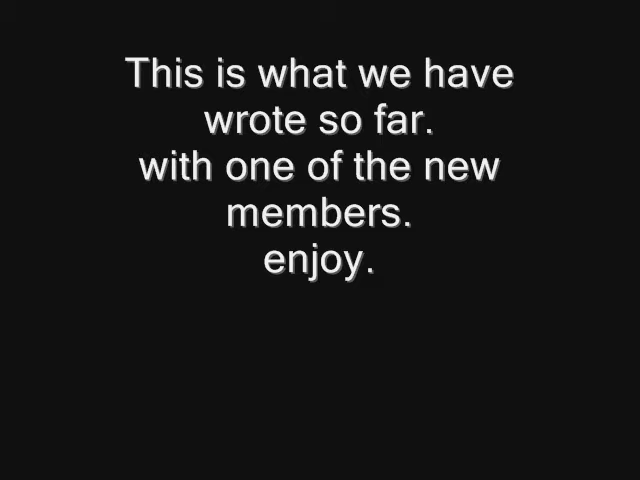 This is what we have
wrote so far.
with one of the new
members.
enjoy.